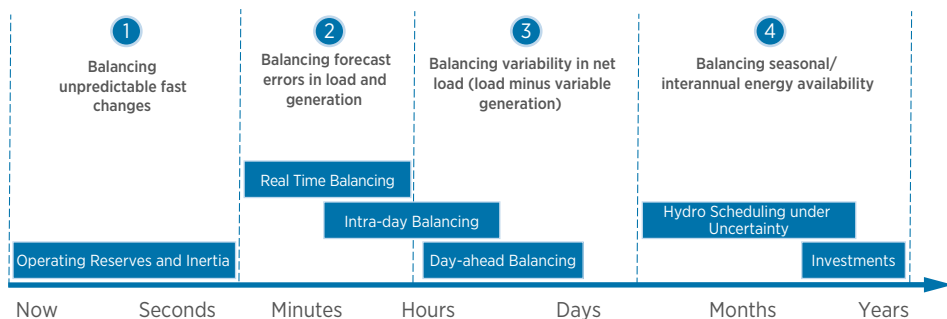 1
Balancing
unpredictable fast
changes
2
Balancing forecast
errors in load and
generation
3
Balancing variability in net
load (load minus variable
generation)
4
Balancing seasonal/
interannual energy availability
Real Time Balancing
Intra-day Balancing
Hydro Scheduling under
Uncertainty
Operating Reserves and Inertia
Day-ahead Balancing
Investments
Now Seconds Minutes Hours Days Months Years